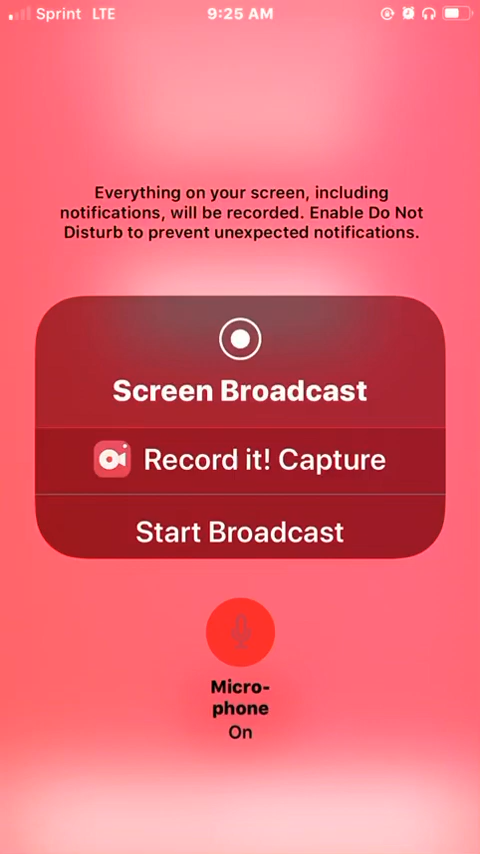 Sprint LTE 9:25 AM
Everything on your screen, including
notifications, will be recorded. Enable Do Not
Disturb to prevent unexpected notifications.
Screen Broadcast
Record it! Capture
Start Broadcast
Micro-
phone
On